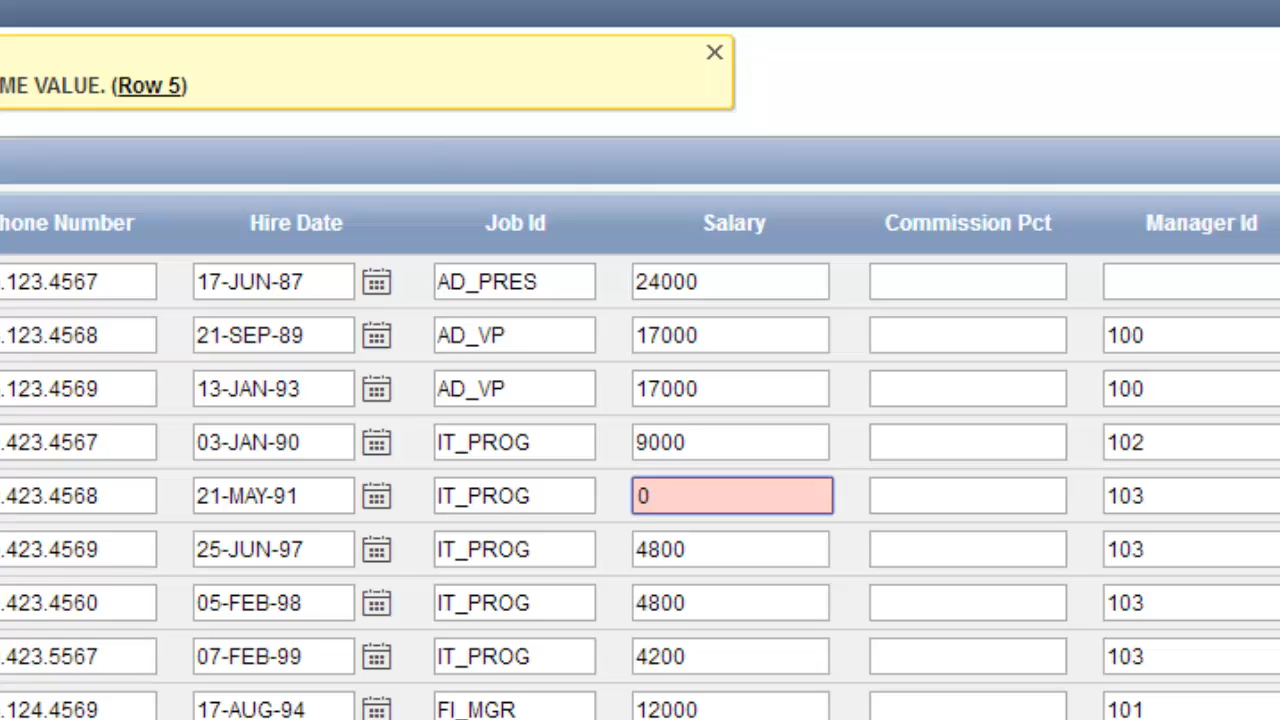 ME VALUE. (Row 5)
hone Number Hire Date Job Id Salary Commission Pct Manager Id
.123.4567 17-JUN-87 AD_PRES 24000
.123.4568 21-SEP-89 AD_VP 17000 100
.123.4569 13-JAN-93 AD_VP 17000 100
.423.4567 03-JAN-90 IT_PROG 9000 102
.423.4568 21-MAY-91 IT_PROG 0 103
.423.4569 25-JUN-97 IT_PROG 4800 103
.423.4560 05-FEB-98 IT_PROG 4800 103
.423.5567 07-FEB-99 IT_PROG 4200 103
.124.4569 17-AUG-94 FI_MGR 12000 101